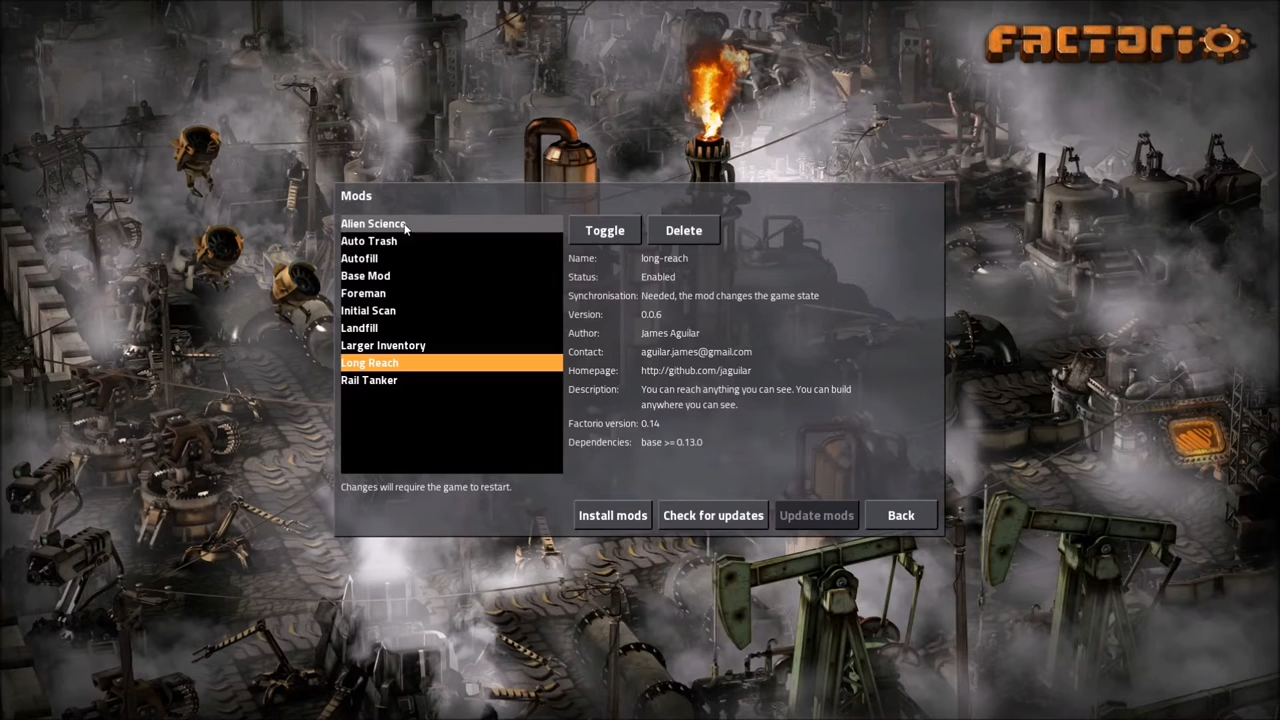 FACTORIO
Mods
Alien Science
Auto Trash
Autofill
Base Mod
Foreman
Initial Scan
Landfill
Larger Inventory
Long Reach
Rail Tanker
Toggle Delete
Name: long-reach
Status: Enabled
Synchronisation: Needed, the mod changes the game state
Version: 0.0.6
Author: James Aguilar
Contact: aguilar.james@gmail.com
Homepage: http://github.com/jaguilar
Description: You can reach anything you can see. You can build
anywhere you can see.
Factorio version: 0.14
Dependencies: base >= 0.13.0
Changes will require the game to restart.
Install mods Check for updates Update mods Back